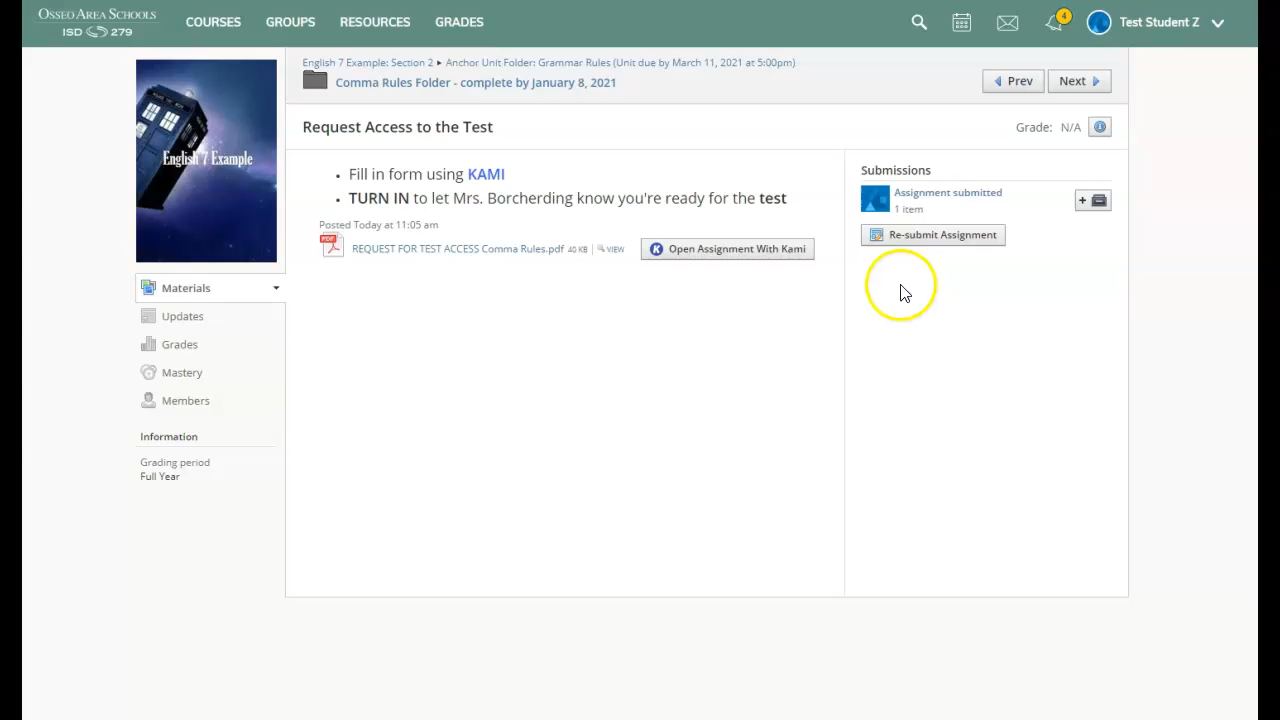 OSSEO AREA SCHOOLS
ISD 279
COURSES GROUPS RESOURCES GRADES
4
Test Student Z
English 7 Example: Section 2 ▸ Anchor Unit Folder: Grammar Rules (Unit due by March 11, 2021 at 5:00pm)
Comma Rules Folder - complete by January 8, 2021
Prev Next
English 7 Example
Request Access to the Test
Grade: N/A
• Fill in form using KAMI
• TURN IN to let Mrs. Borcherding know you're ready for the test
Posted Today at 11:05 am
PDF REQUEST FOR TEST ACCESS Comma Rules.pdf 40 KB VIEW
K Open Assignment With Kami
Submissions
Assignment submitted
1 item
+
Re-submit Assignment
Materials
Updates
Grades
Mastery
Members
Information
Grading period
Full Year